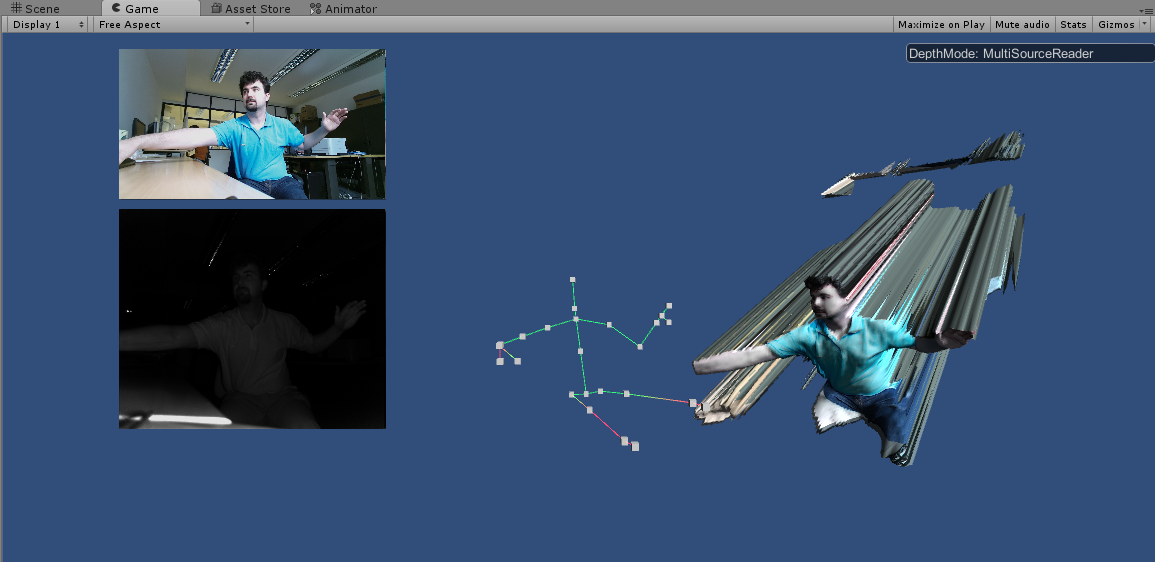 Scene Game Asset Store Animator
Display 1 Free Aspect Maximize on Play Mute audio Stats Gizmos
DepthMode: MultiSourceReader